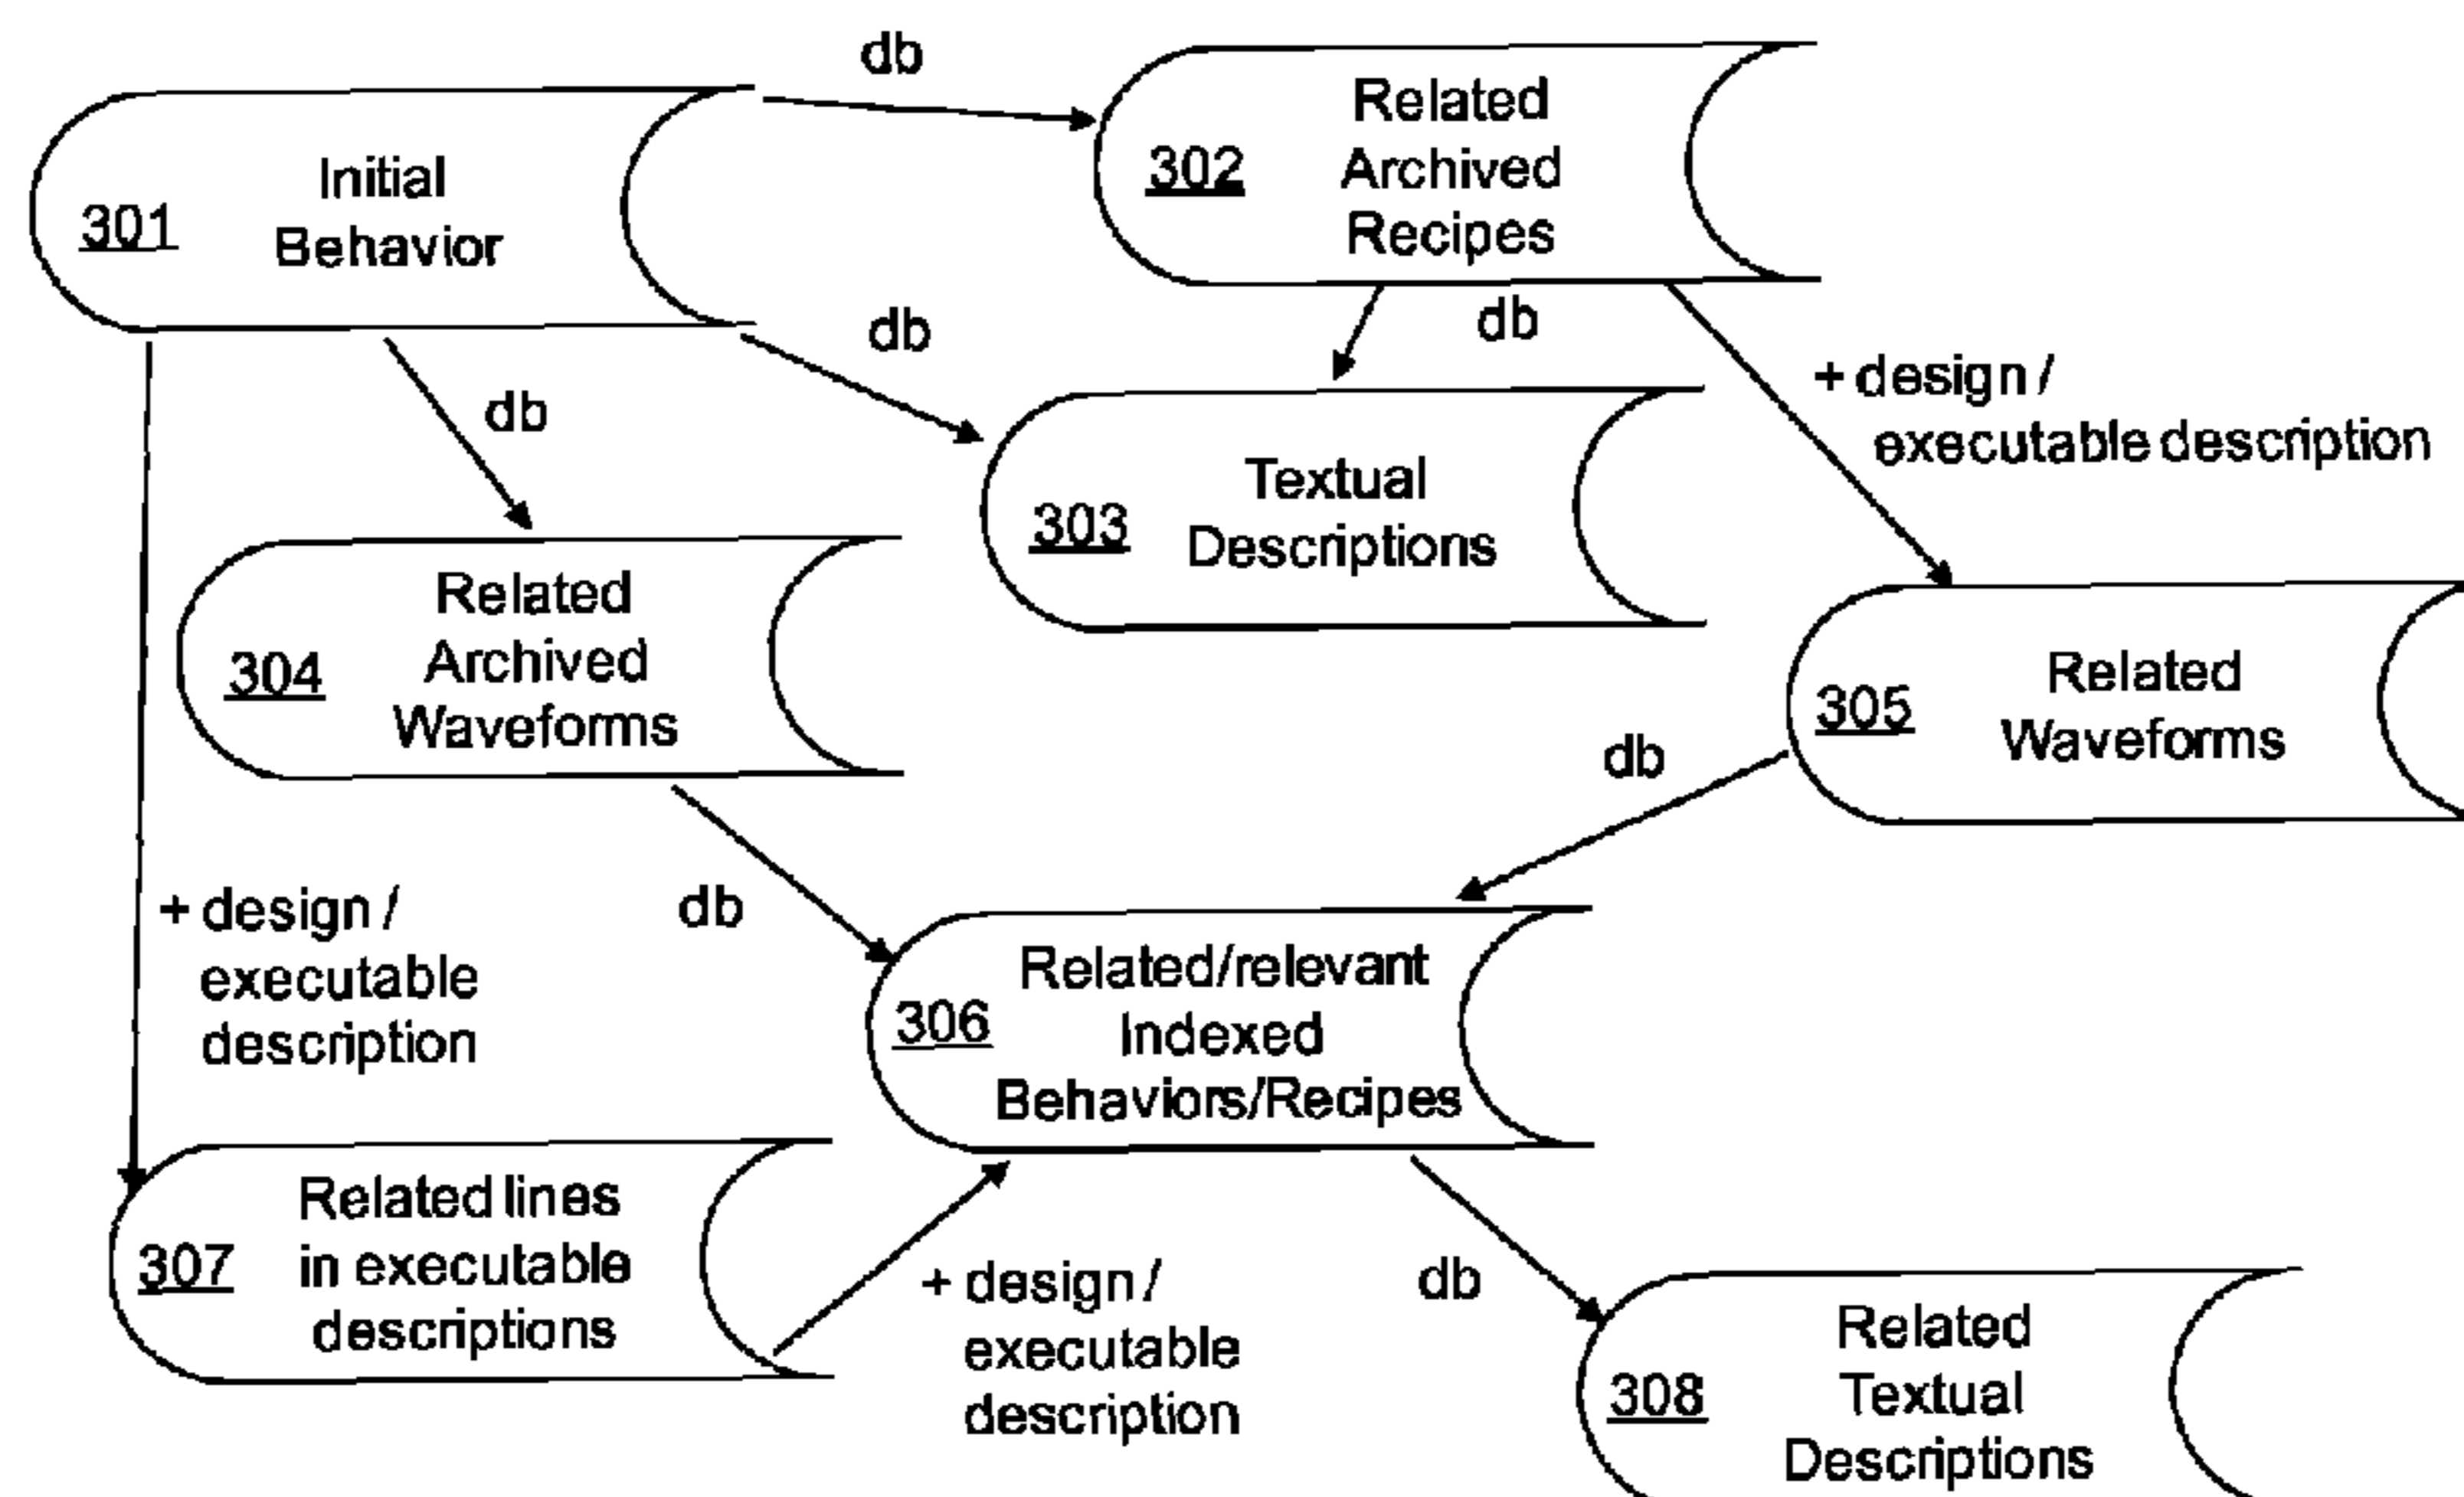 db
Related
302
Archived
Recipes
Initial
301
Behavior
db
db
+ design /
executable description
db
Textual
303
Descriptions
Related
304
Archived
Waveforms
Related
305
Waveforms
db
db
+ design /
executable
description
Related/relevant
306
Indexed
Behaviors/Recipes
Related lines
307
in executable
descriptions
+ design /
executable
description
db
Related
308
Textual
Descriptions